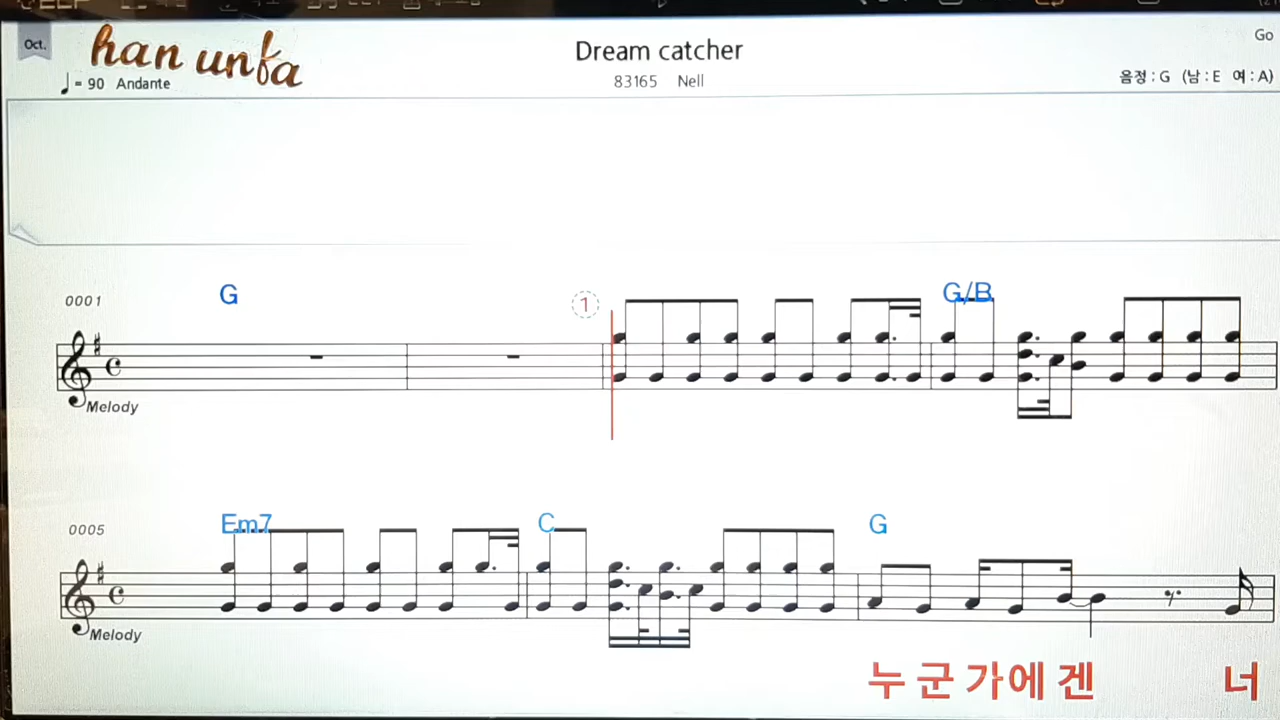 Oct.
han unfa
Dream catcher
Go
♩ = 90 Andante
83165 Nell
음정 : G (남 : E 여 : A)
0001
G
1
G/B
Melody
0005
Em7
C
G
Melody
누 군 가 에 겐 너